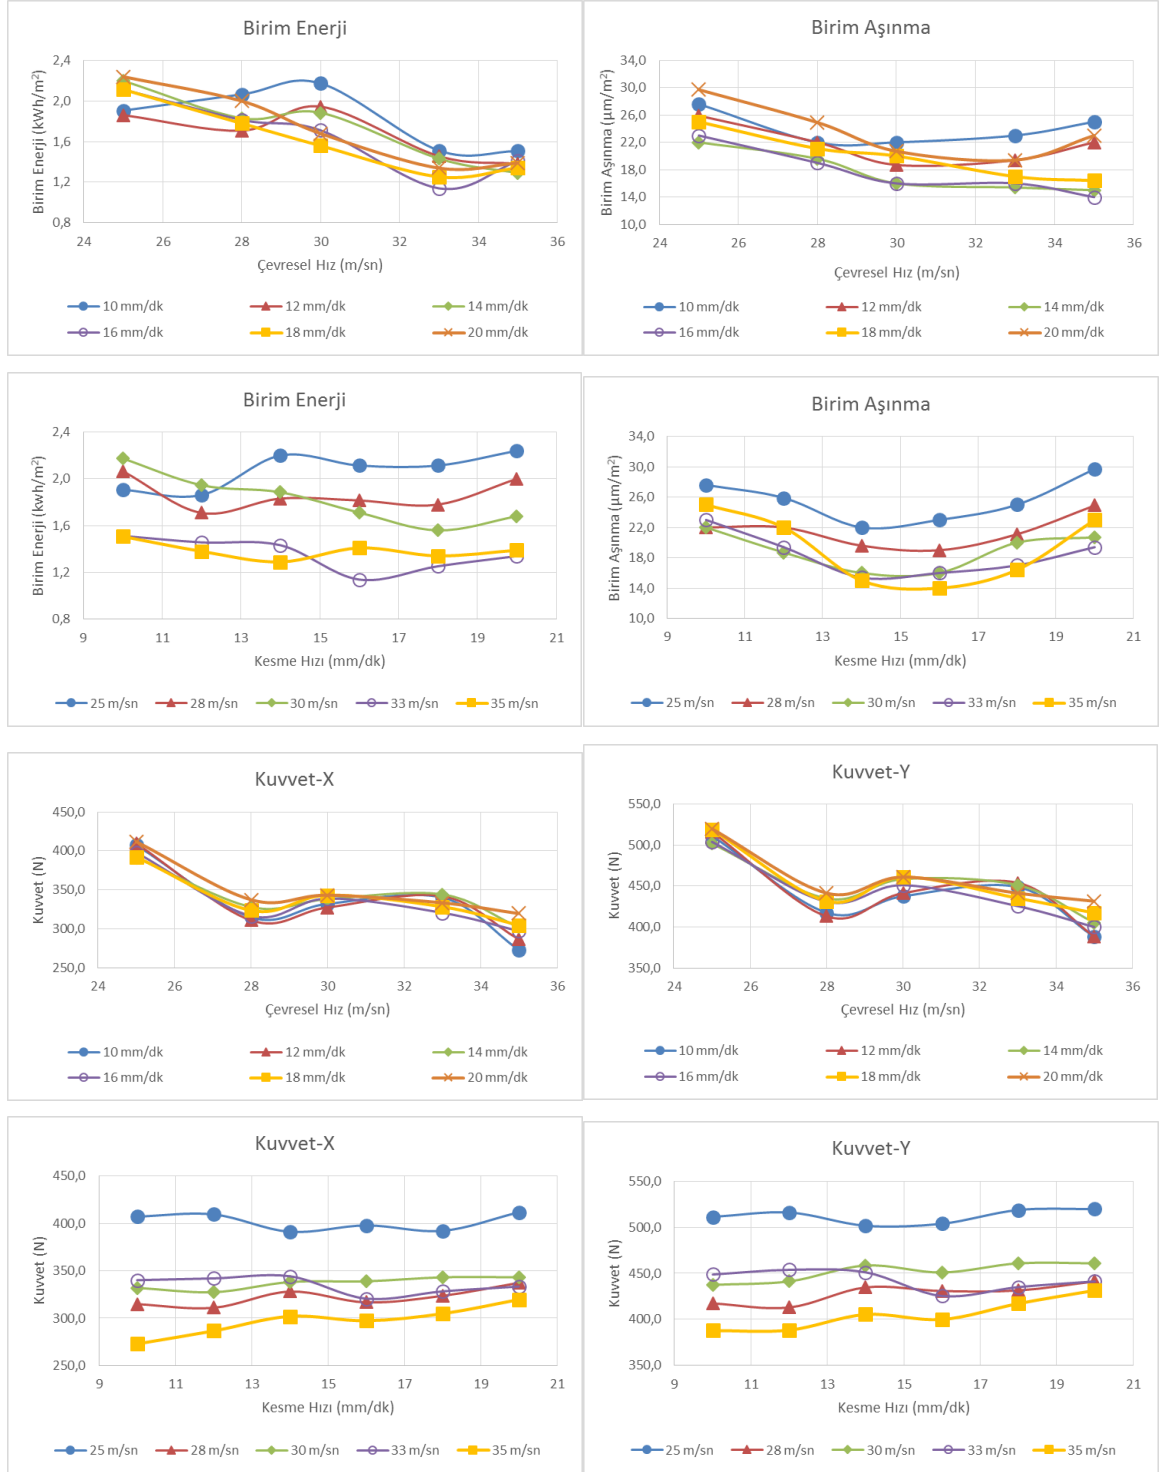 Birim Enerji
Birim Enerji (kWh/m²)
2,4
2,0
1,6
1,2
0,8
24 26 28 30 32 34 36
Çevresel Hız (m/sn)
10 mm/dk 12 mm/dk 14 mm/dk
16 mm/dk 18 mm/dk 20 mm/dk
Birim Aşınma
Birim Aşınma (µm/m²)
34,0
30,0
26,0
22,0
18,0
14,0
10,0
24 26 28 30 32 34 36
Çevresel Hız (m/sn)
10 mm/dk 12 mm/dk 14 mm/dk
16 mm/dk 18 mm/dk 20 mm/dk
Birim Enerji
Birim Enerji (kwh/m²)
2,4
2,0
1,6
1,2
0,8
9 11 13 15 17 19 21
Kesme Hızı (mm/dk)
25 m/sn 28 m/sn 30 m/sn 33 m/sn 35 m/sn
Birim Aşınma
Birim Aşınma (µm/m²)
34,0
30,0
26,0
22,0
18,0
14,0
10,0
9 11 13 15 17 19 21
Kesme Hızı (mm/dk)
25 m/sn 28 m/sn 30 m/sn 33 m/sn 35 m/sn
Kuvvet-X
Kuvvet (N)
450,0
400,0
350,0
300,0
250,0
24 26 28 30 32 34 36
Çevresel Hız (m/sn)
10 mm/dk 12 mm/dk 14 mm/dk
16 mm/dk 18 mm/dk 20 mm/dk
Kuvvet-Y
Kuvvet (N)
550,0
500,0
450,0
400,0
350,0
24 26 28 30 32 34 36
Çevresel Hız (m/sn)
10 mm/dk 12 mm/dk 14 mm/dk
16 mm/dk 18 mm/dk 20 mm/dk
Kuvvet-X
Kuvvet (N)
450,0
400,0
350,0
300,0
250,0
9 11 13 15 17 19 21
Kesme Hızı (mm/dk)
25 m/sn 28 m/sn 30 m/sn 33 m/sn 35 m/sn
Kuvvet-Y
Kuvvet (N)
550,0
500,0
450,0
400,0
350,0
9 11 13 15 17 19 21
Kesme Hızı (mm/dk)
25 m/sn 28 m/sn 30 m/sn 33 m/sn 35 m/sn